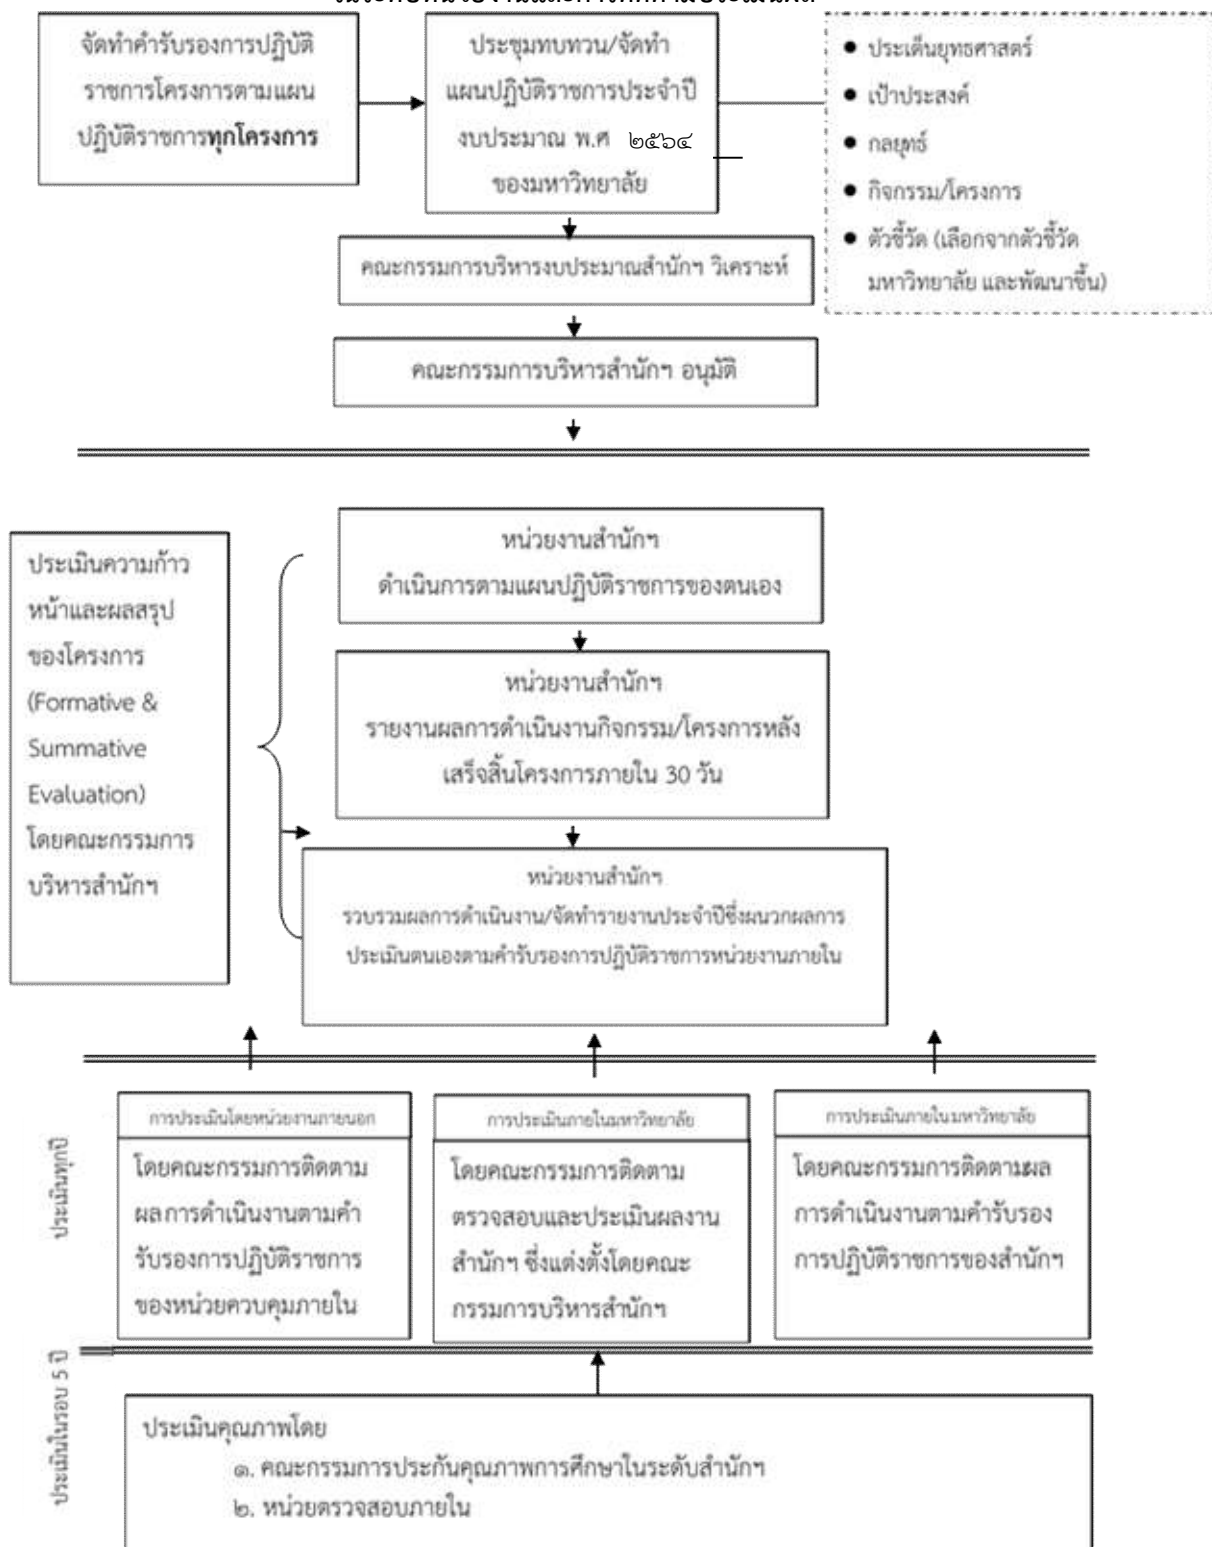 จัดทำคำรับรองการปฏิบัติ
ราชการโครงการตามแผน
ปฏิบัติราชการทุกโครงการ
ประชุมทบทวน/จัดทำ
แผนปฏิบัติราชการประจำปี
งบประมาณ พ.ศ ๒๕๖๔
ของมหาวิทยาลัย
● ประเด็นยุทธศาสตร์
● เป้าประสงค์
● กลยุทธ์
● กิจกรรม/โครงการ
● ตัวชี้วัด (เลือกจากตัวชี้วัด
มหาวิทยาลัย และพัฒนาขึ้น)
คณะกรรมการบริหารงบประมาณสำนักฯ วิเคราะห์
คณะกรรมการบริหารสำนักฯ อนุมัติ
ประเมินความก้าว
หน้าและผลสรุป
ของโครงการ
(Formative &
Summative
Evaluation)
โดยคณะกรรมการ
บริหารสำนักฯ
หน่วยงานสำนักฯ
ดำเนินการตามแผนปฏิบัติราชการของตนเอง
หน่วยงานสำนักฯ
รายงานผลการดำเนินงานกิจกรรม/โครงการหลัง
เสร็จสิ้นโครงการภายใน 30 วัน
หน่วยงานสำนักฯ
รวบรวมผลการดำเนินงาน/จัดทำรายงานประจำปีซึ่งผนวกผลการ
ประเมินตนเองตามคำรับรองการปฏิบัติราชการหน่วยงานภายใน
ประเมินทุกปี
การประเมินโดยหน่วยงานภายนอก
โดยคณะกรรมการติดตาม
ผลการดำเนินงานตามคำ
รับรองการปฏิบัติราชการ
ของหน่วยควบคุมภายใน
การประเมินภายในมหาวิทยาลัย
โดยคณะกรรมการติดตาม
ตรวจสอบและประเมินผลงาน
สำนักฯ ซึ่งแต่งตั้งโดยคณะ
กรรมการบริหารสำนักฯ
การประเมินภายในมหาวิทยาลัย
โดยคณะกรรมการติดตามผล
การดำเนินงานตามคำรับรอง
การปฏิบัติราชการของสำนักฯ
ประเมินในรอบ 5 ปี
ประเมินคุณภาพโดย
๑. คณะกรรมการประกันคุณภาพการศึกษาในระดับสำนักฯ
๒. หน่วยตรวจสอบภายใน